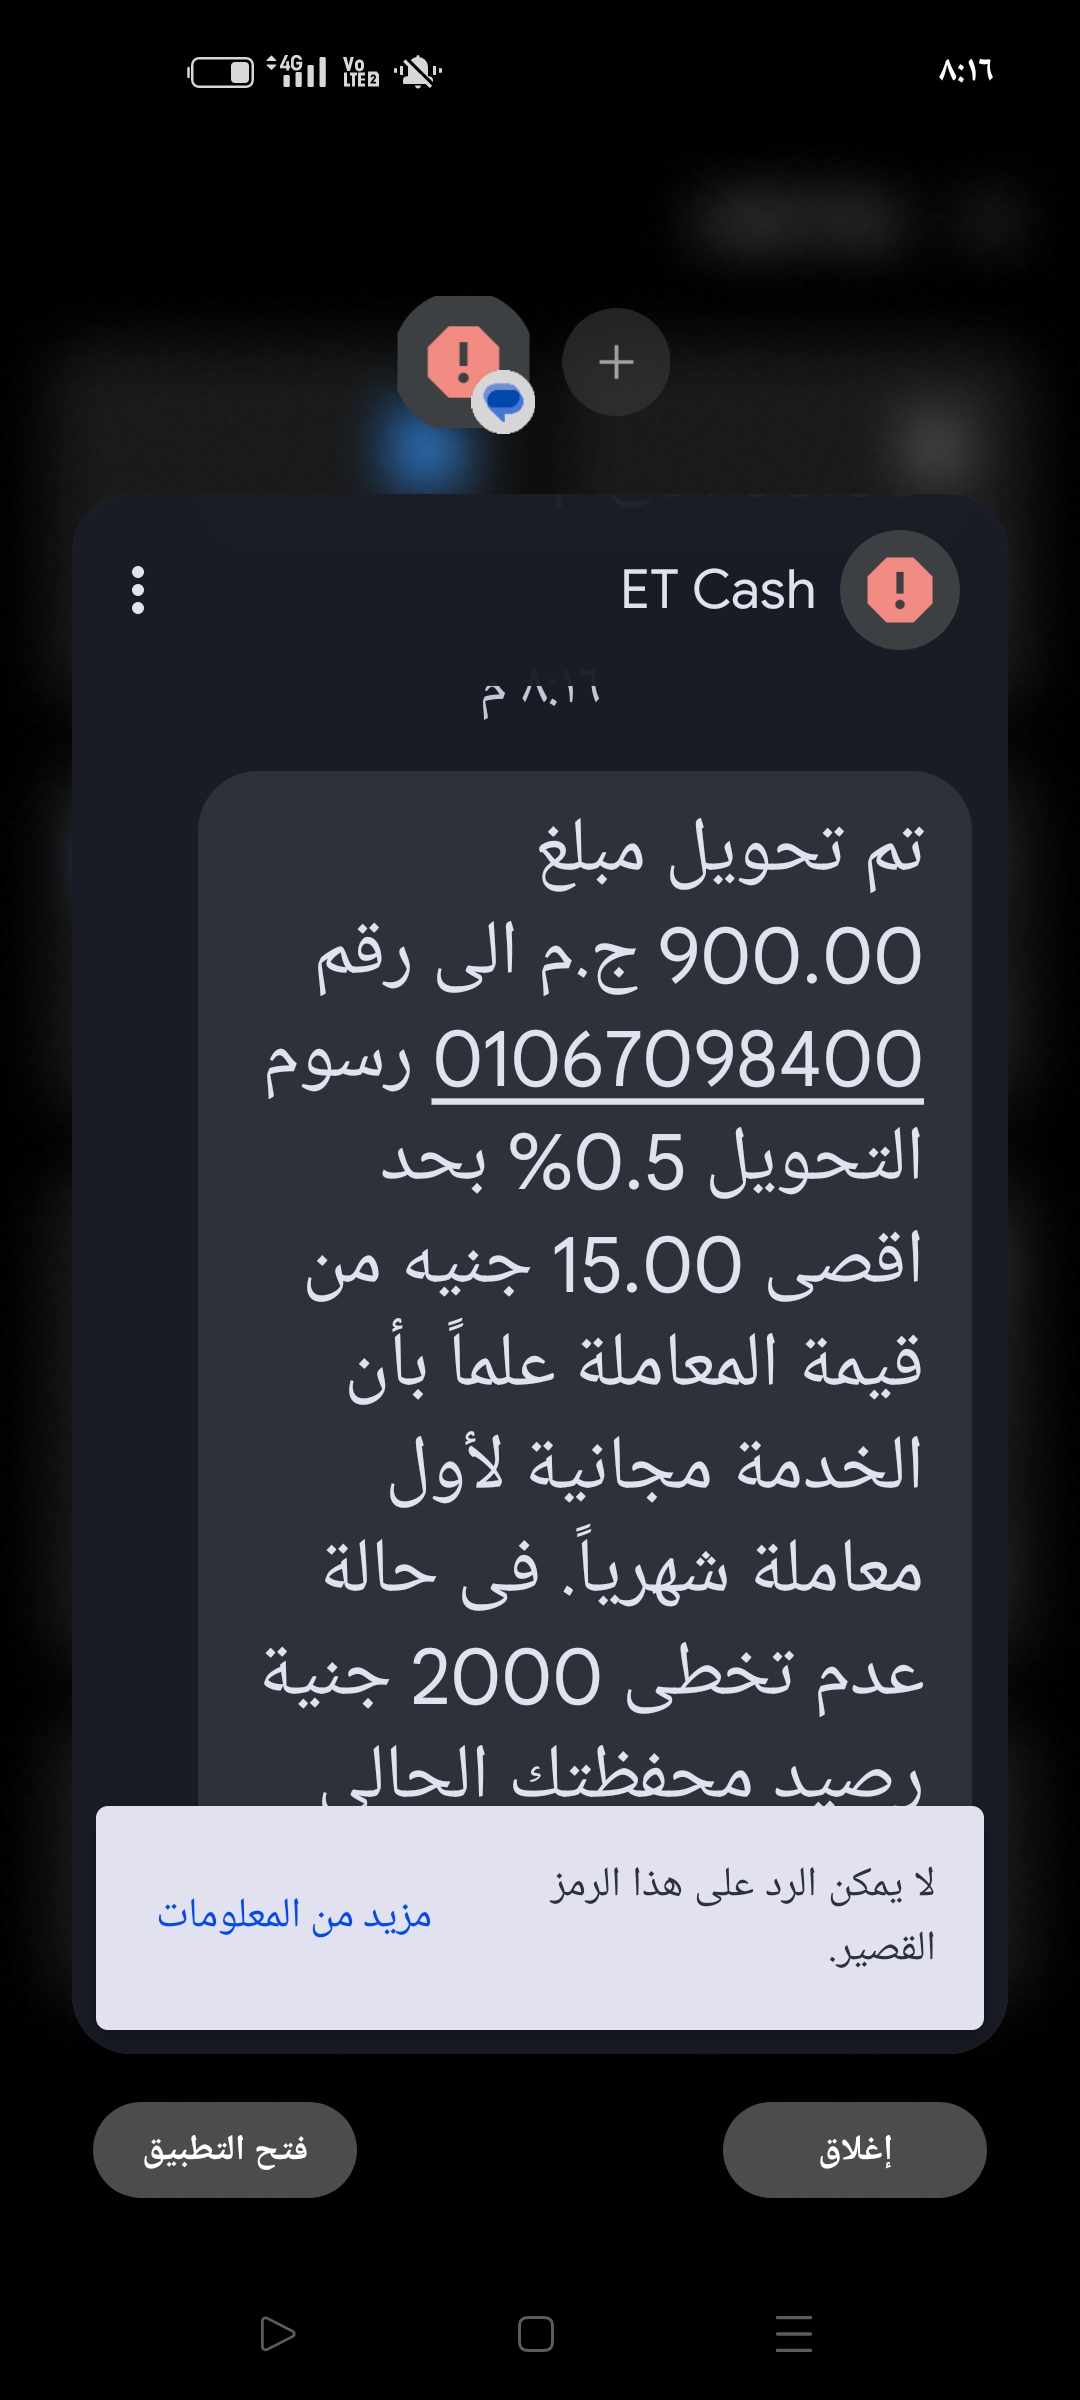 ٨:١٦
4G
Vo
LTE 2
ET Cash
٨:١٦ م
تم تحويل مبلغ
900.00 ج.م الى رقم
01067098400 رسوم
التحويل 0.5% بحد
اقصى 15.00 جنيه من
قيمة المعاملة علماً بأن
الخدمة مجانية لأول
معاملة شهرياً. فى حالة
عدم تخطى 2000 جنية
رصيد محفظتك الحالى
لا يمكن الرد على هذا الرمز
القصير.
مزيد من المعلومات
إغلاق
فتح التطبيق